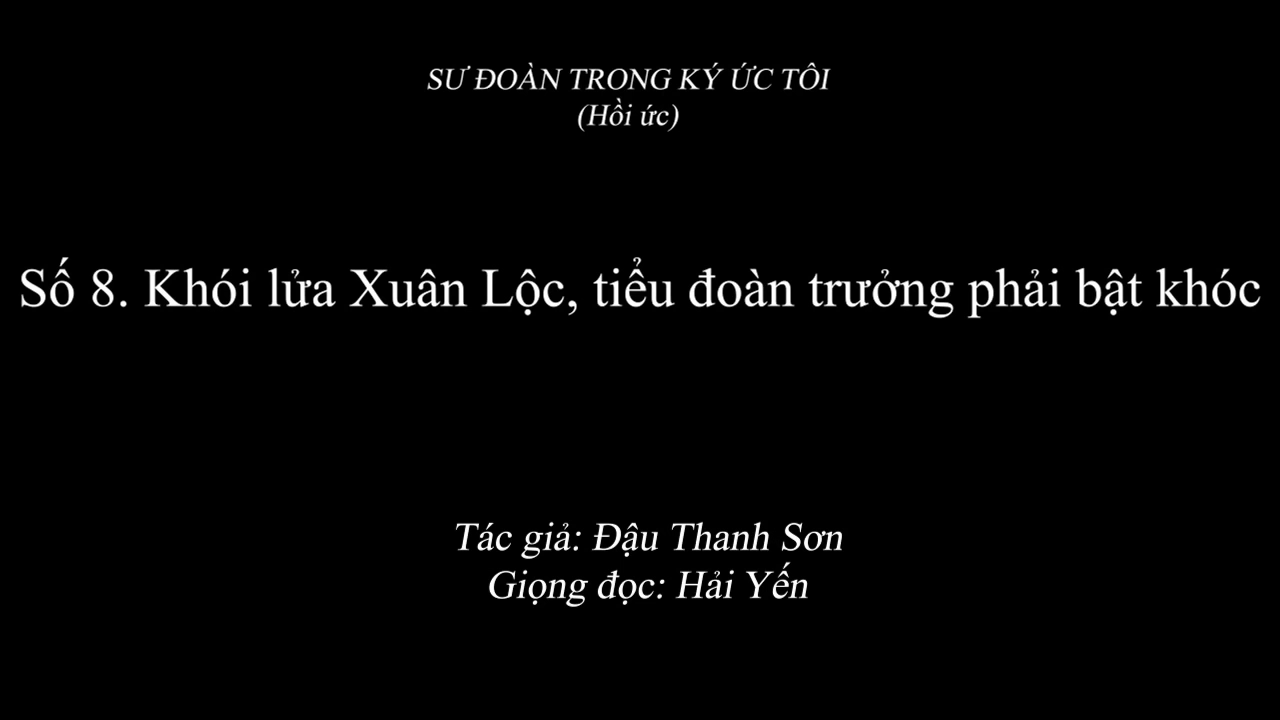 SƯ ĐOÀN TRONG KÝ ỨC TÔI
(Hồi ức)
Số 8. Khói lửa Xuân Lộc, tiểu đoàn trưởng phải bật khóc
Tác giả: Đậu Thanh Sơn
Giọng đọc: Hải Yến